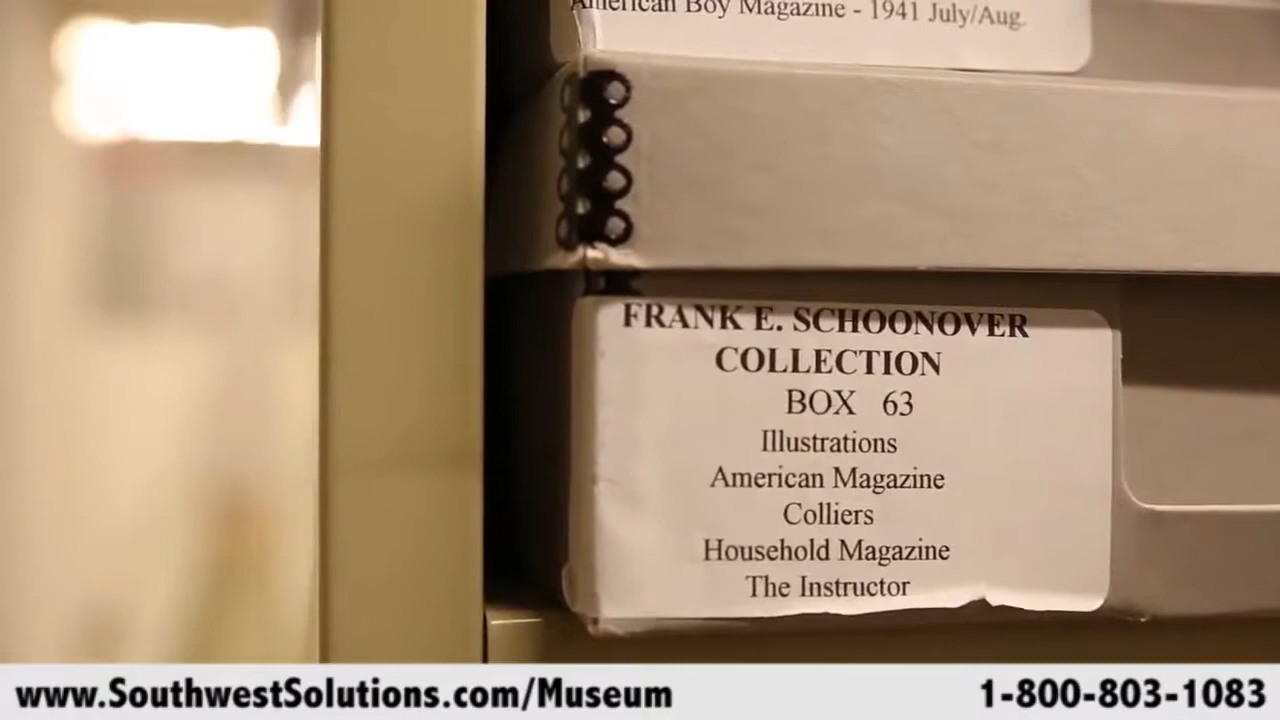 American Boy Magazine - 1941 July/Aug.
FRANK E. SCHOONOVER
COLLECTION
BOX 63
Illustrations
American Magazine
Colliers
Household Magazine
The Instructor
www.SouthwestSolutions.com/Museum
1-800-803-1083